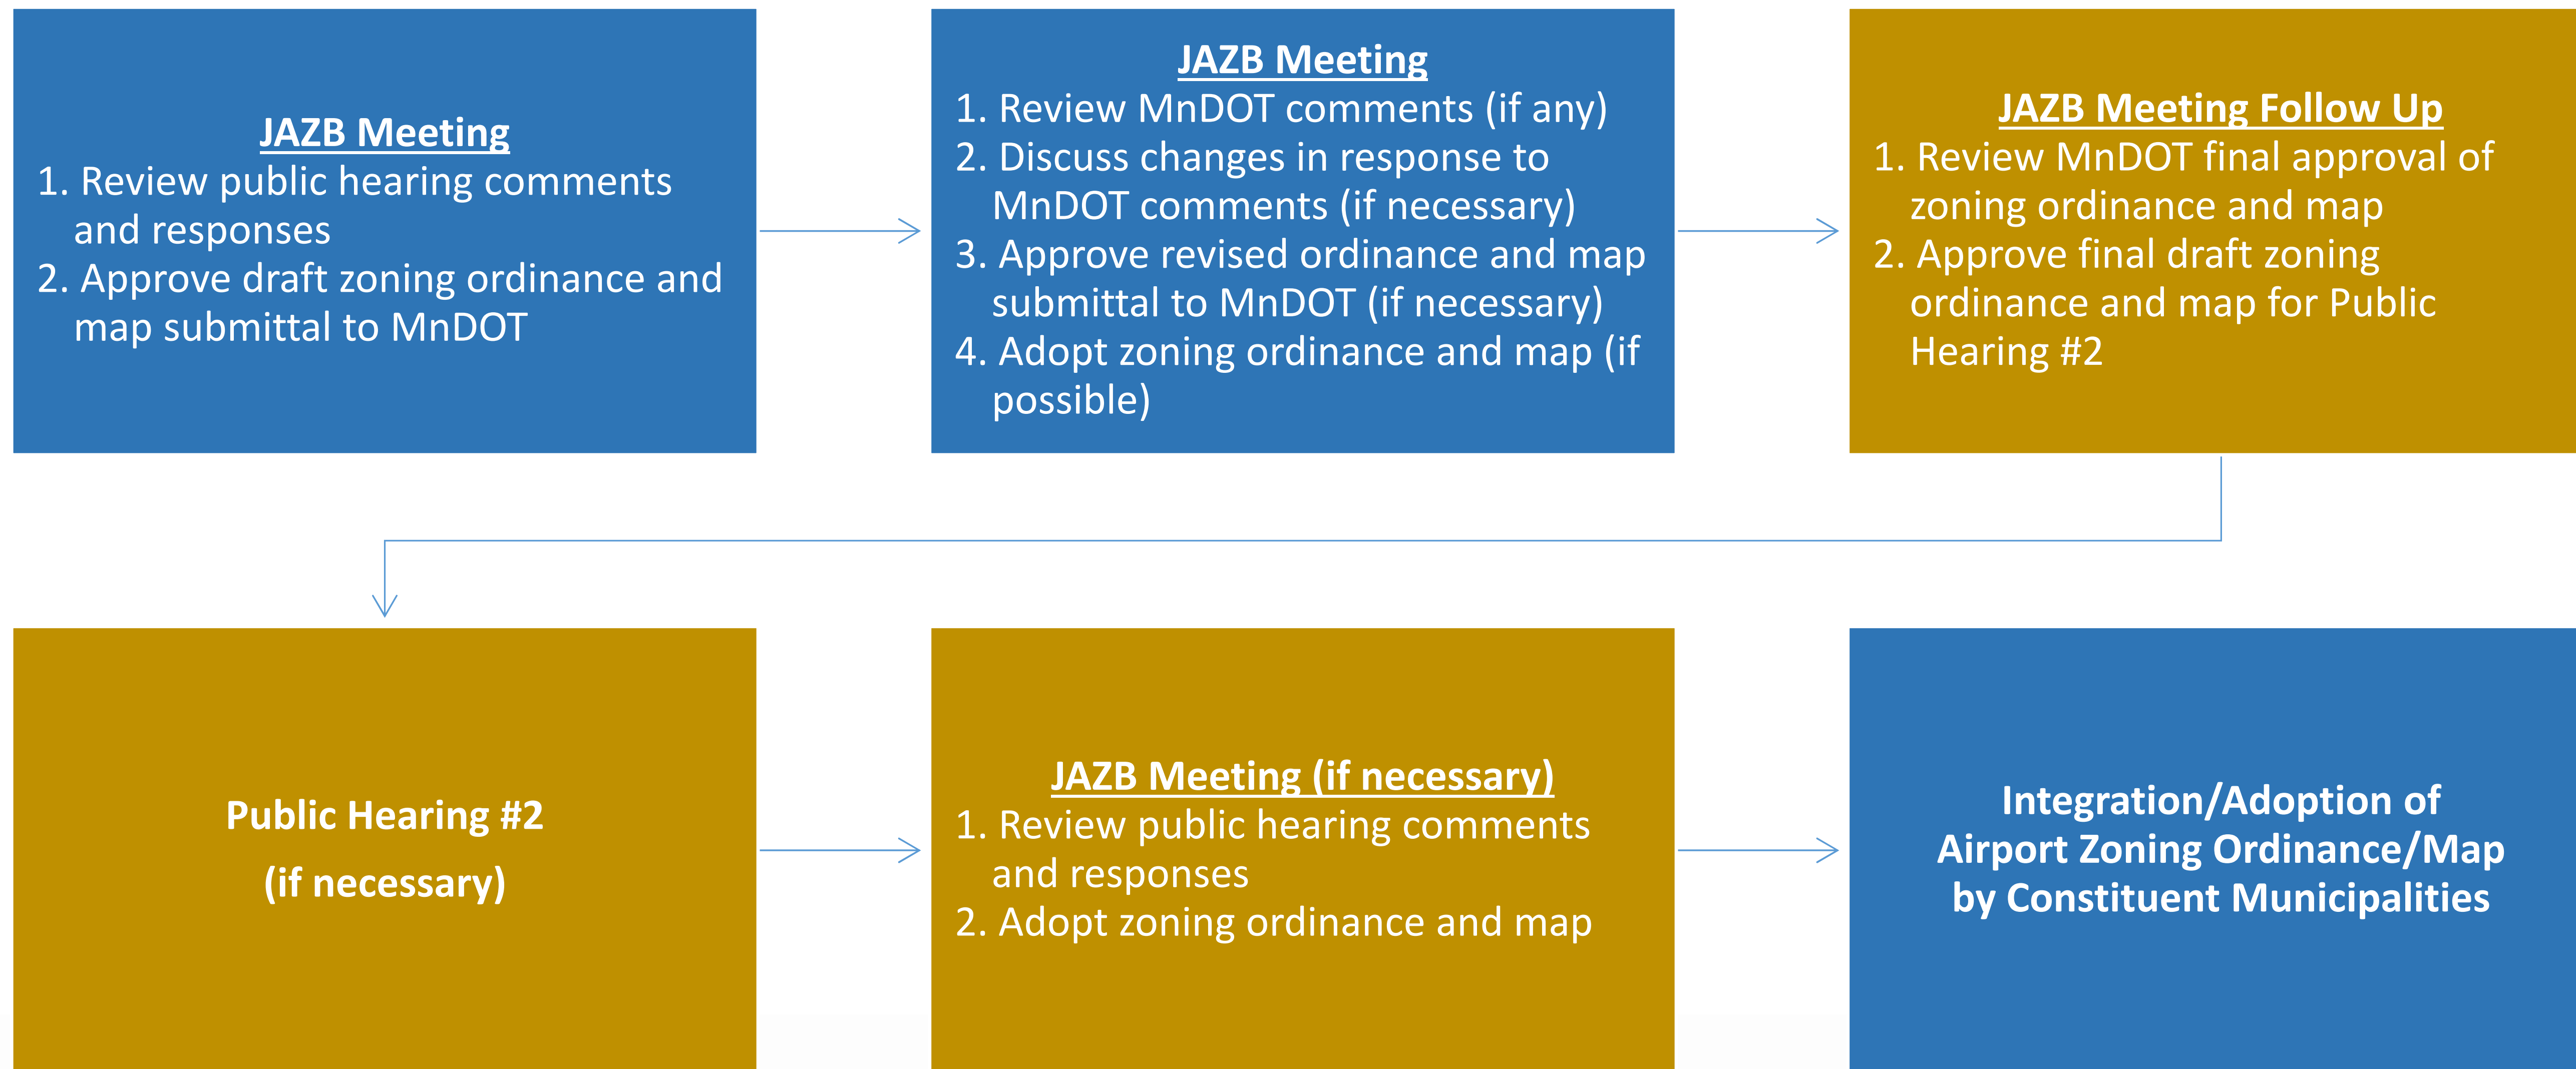 JAZB Meeting
1. Review public hearing comments
and responses
2. Approve draft zoning ordinance and
map submittal to MnDOT
JAZB Meeting
1. Review MnDOT comments (if any)
2. Discuss changes in response to
MnDOT comments (if necessary)
3. Approve revised ordinance and map
submittal to MnDOT (if necessary)
4. Adopt zoning ordinance and map (if
possible)
JAZB Meeting Follow Up
1. Review MnDOT final approval of
zoning ordinance and map
2. Approve final draft zoning
ordinance and map for Public
Hearing #2
Public Hearing #2
(if necessary)
JAZB Meeting (if necessary)
1. Review public hearing comments
and responses
2. Adopt zoning ordinance and map
Integration/Adoption of
Airport Zoning Ordinance/Map
by Constituent Municipalities